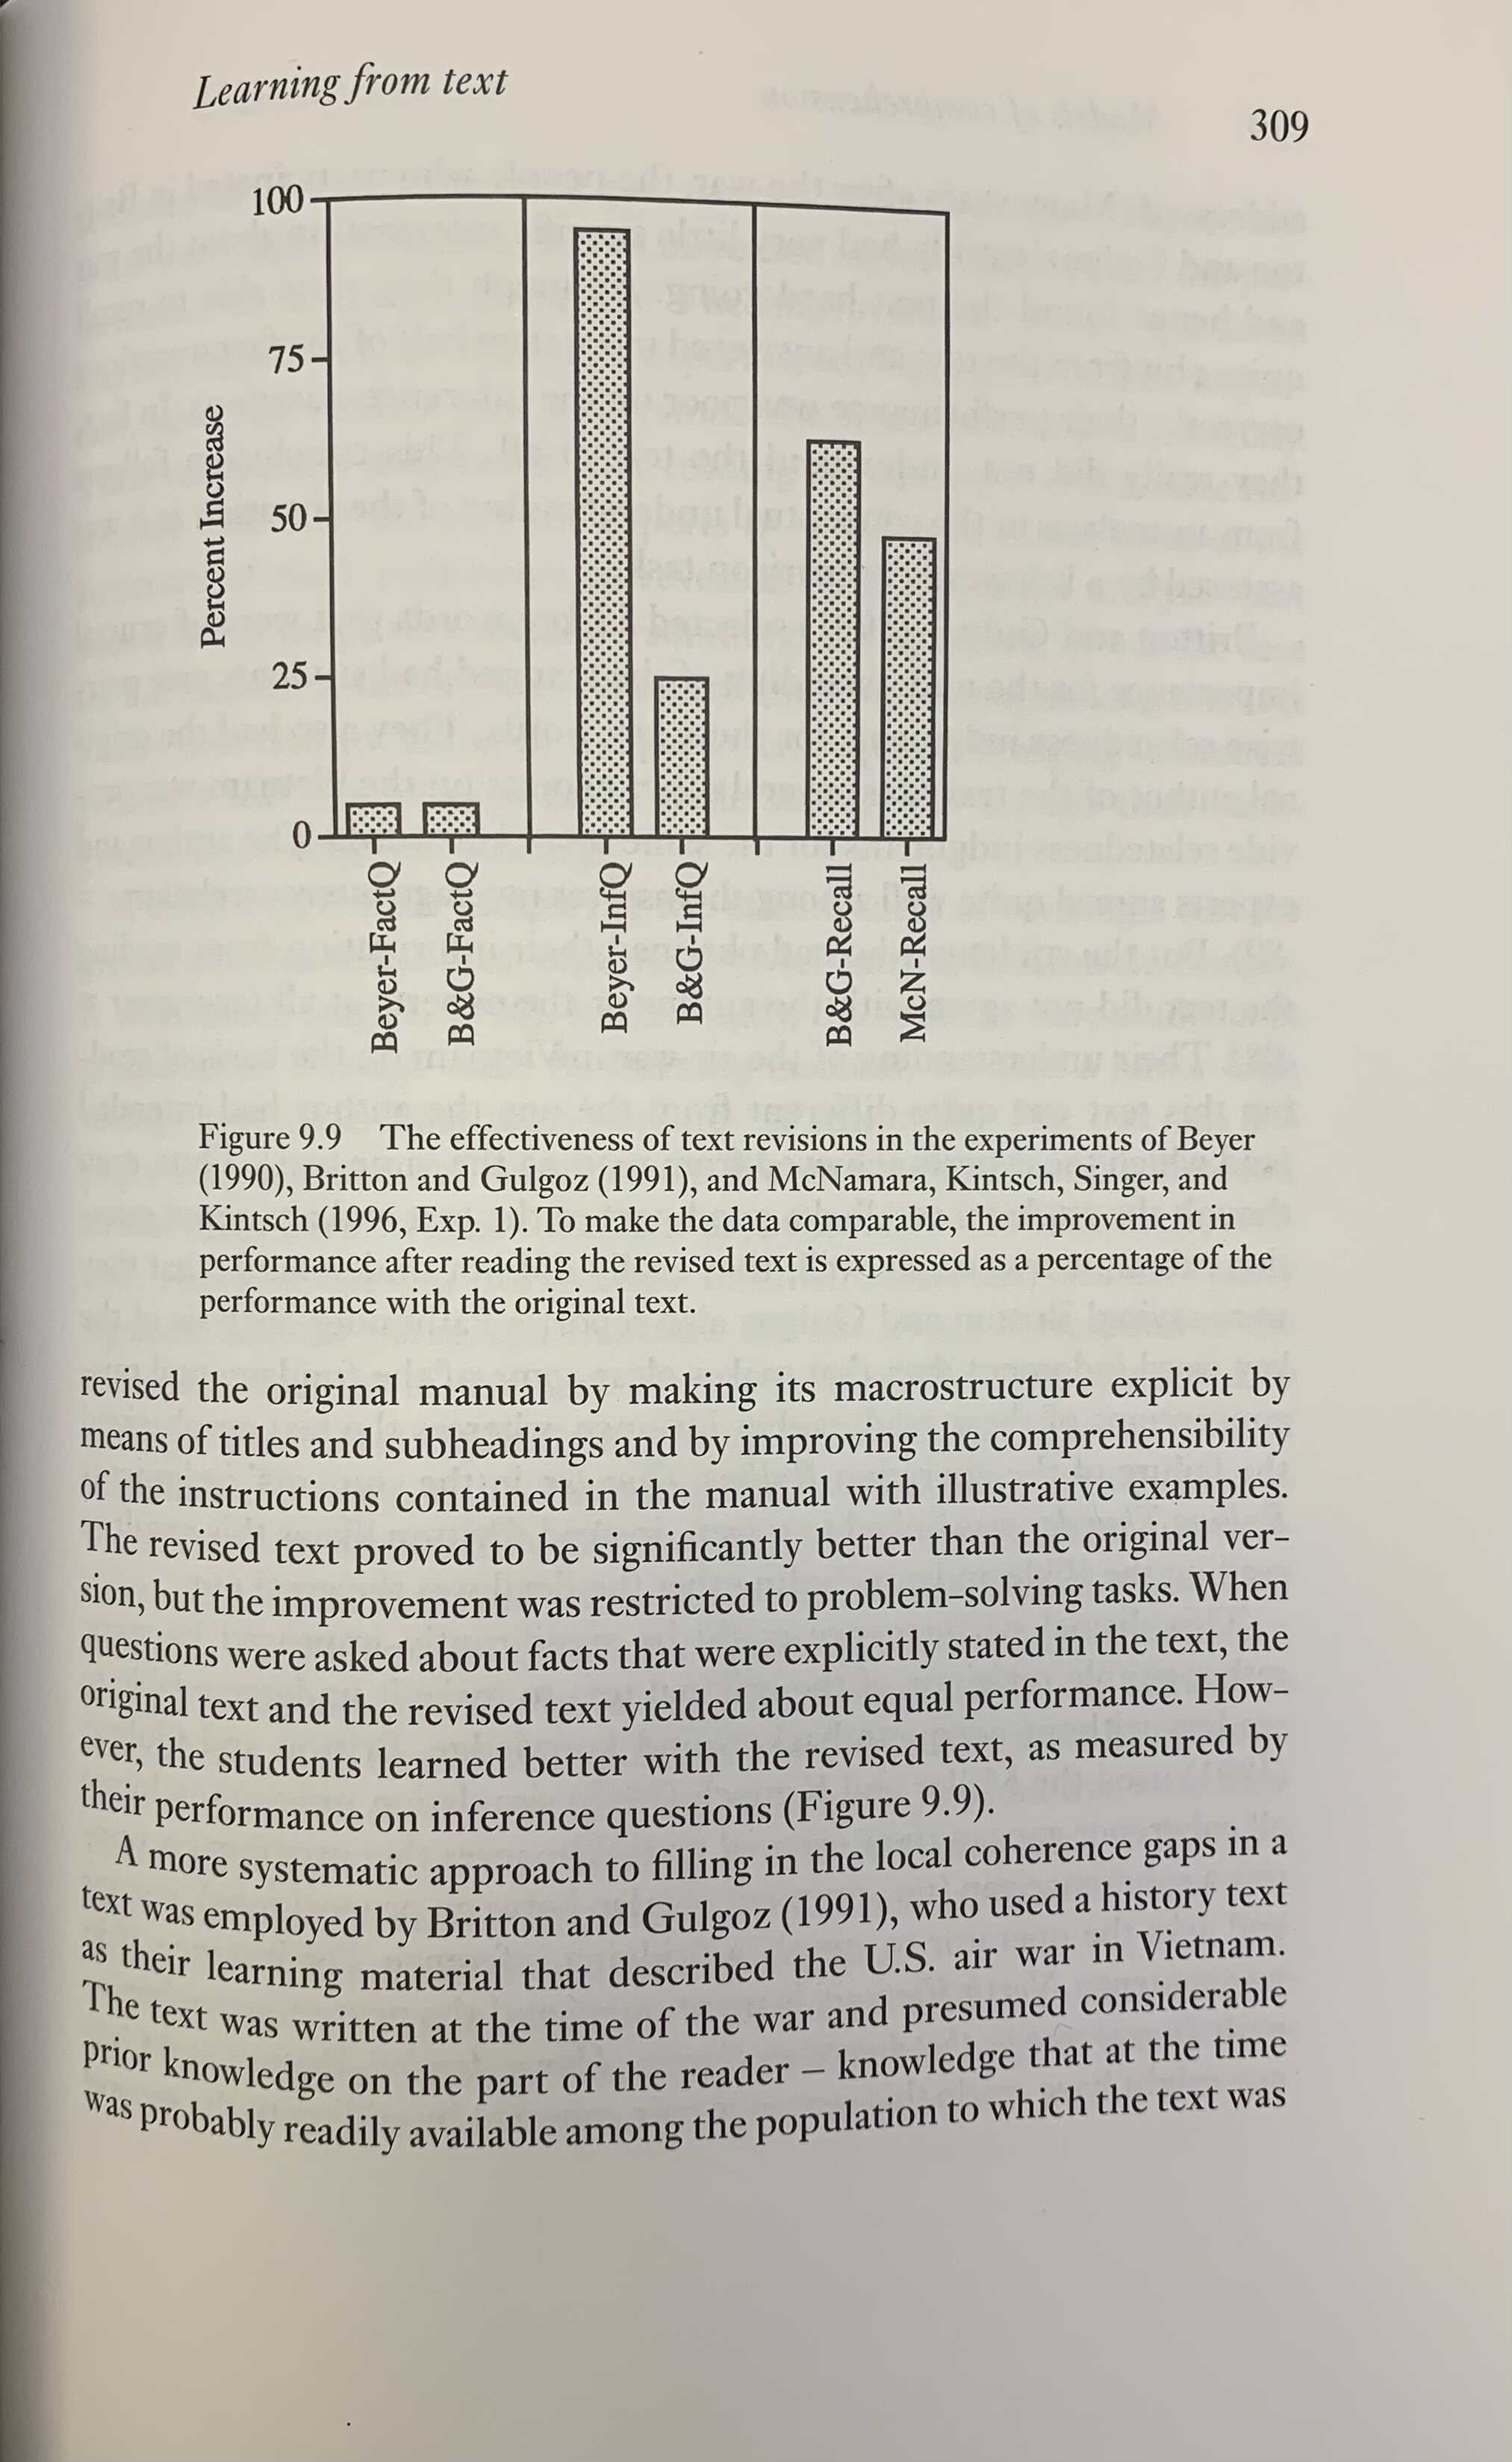 Learning from text
309
100
75
50
25
0
Percent Increase
Beyer-FactQ
B&G-FactQ
Beyer-InfQ
B&G-InfQ
B&G-Recall
McN-Recall
Figure 9.9 The effectiveness of text revisions in the experiments of Beyer
(1990), Britton and Gulgoz (1991), and McNamara, Kintsch, Singer, and
Kintsch (1996, Exp. 1). To make the data comparable, the improvement in
performance after reading the revised text is expressed as a percentage of the
performance with the original text.
revised the original manual by making its macrostructure explicit by
means of titles and subheadings and by improving the comprehensibility
of the instructions contained in the manual with illustrative examples.
The revised text proved to be significantly better than the original ver-
sion, but the improvement was restricted to problem-solving tasks. When
questions were asked about facts that were explicitly stated in the text, the
original text and the revised text yielded about equal performance. How-
ever, the students learned better with the revised text, as measured by
their performance on inference questions (Figure 9.9).
A more systematic approach to filling in the local coherence gaps in a
text was employed by Britton and Gulgoz (1991), who used a history text
as their learning material that described the U.S. air war in Vietnam.
The text was written at the time of the war and presumed considerable
prior knowledge on the part of the reader – knowledge that at the time
was probably readily available among the population to which the text was